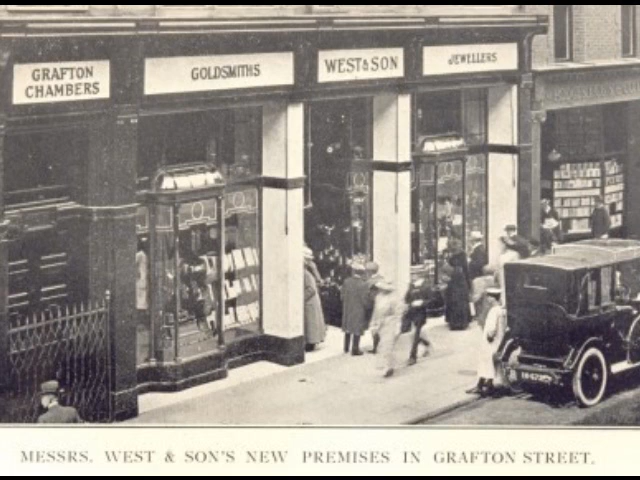 GRAFTON
CHAMBERS
GOLDSMITHS
WEST & SON
JEWELLERS
MESSRS. WEST & SON'S NEW PREMISES IN GRAFTON STREET.